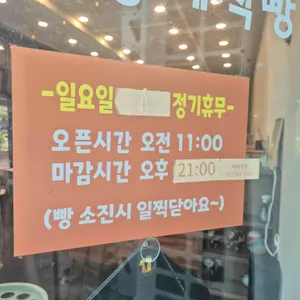 -일요일 정기휴무-
오픈시간 오전 11:00
마감시간 오후 21:00
(빵 소진시 일찍닫아요~)